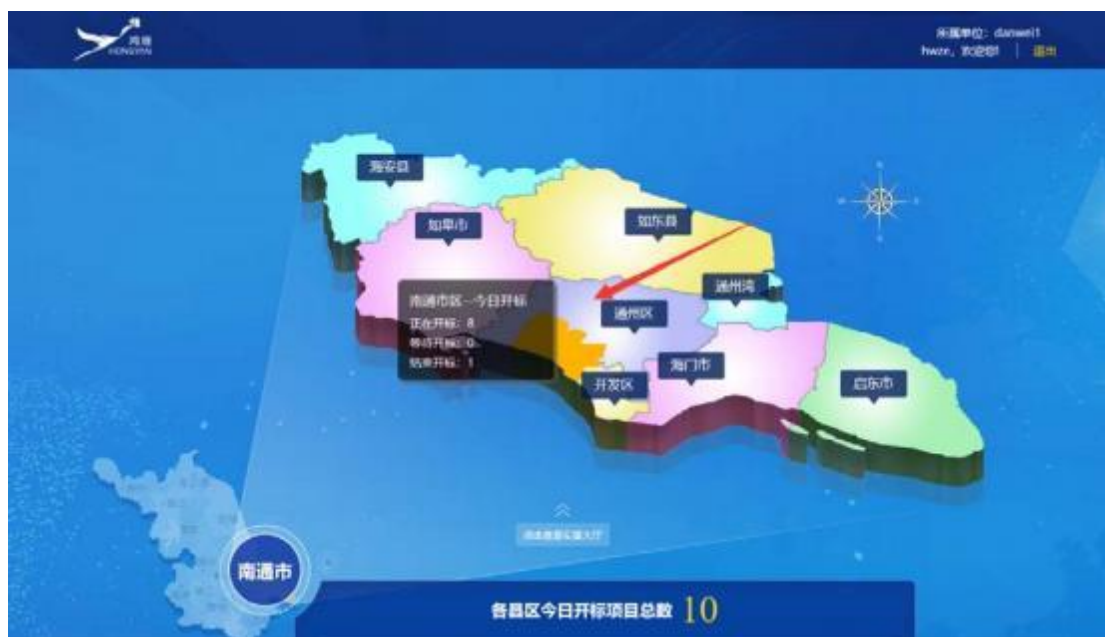 鸿雁
HONGYAN
所属单位：danwei1
hwzn，欢迎您！ | 退出
海安县
如皋市
如东县
通州湾
通州区
南通市区--今日开标
正在开标：8
等待开标：0
结束开标：1
海门市
开发区
启东市
南通市
各县区今日开标项目总数 10